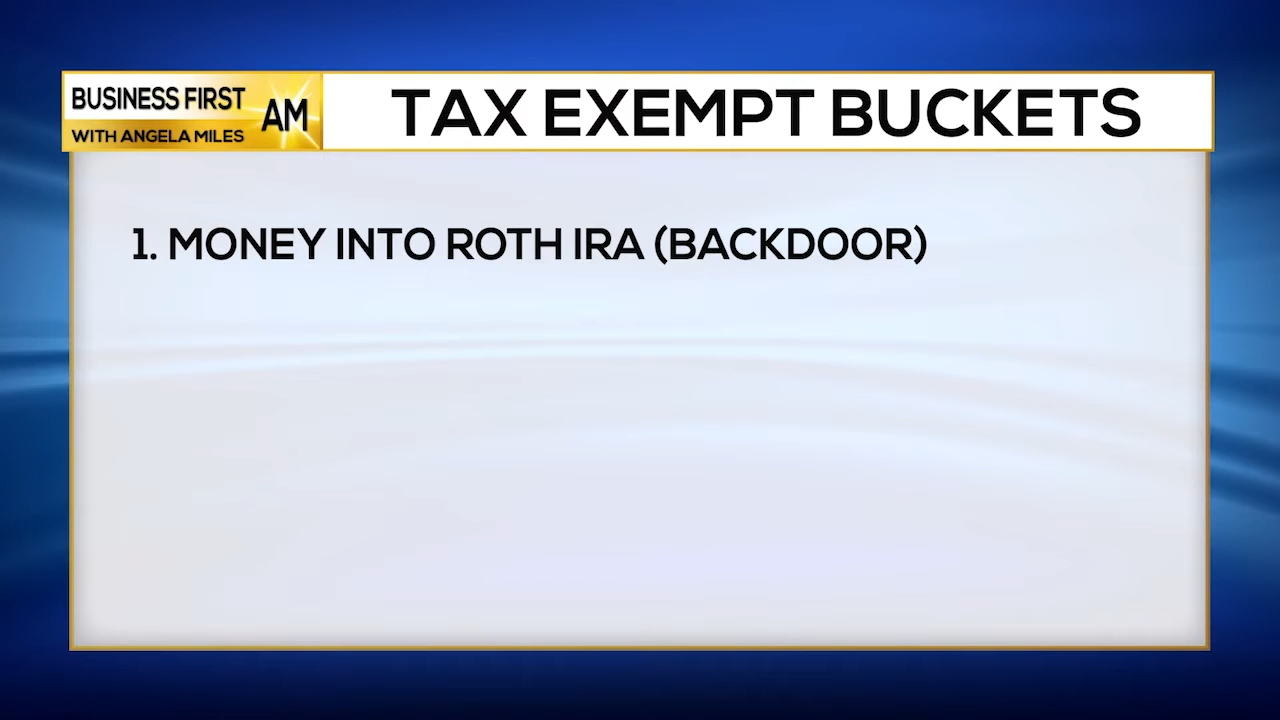 BUSINESS FIRST AM
WITH ANGELA MILES
TAX EXEMPT BUCKETS
1. MONEY INTO ROTH IRA (BACKDOOR)